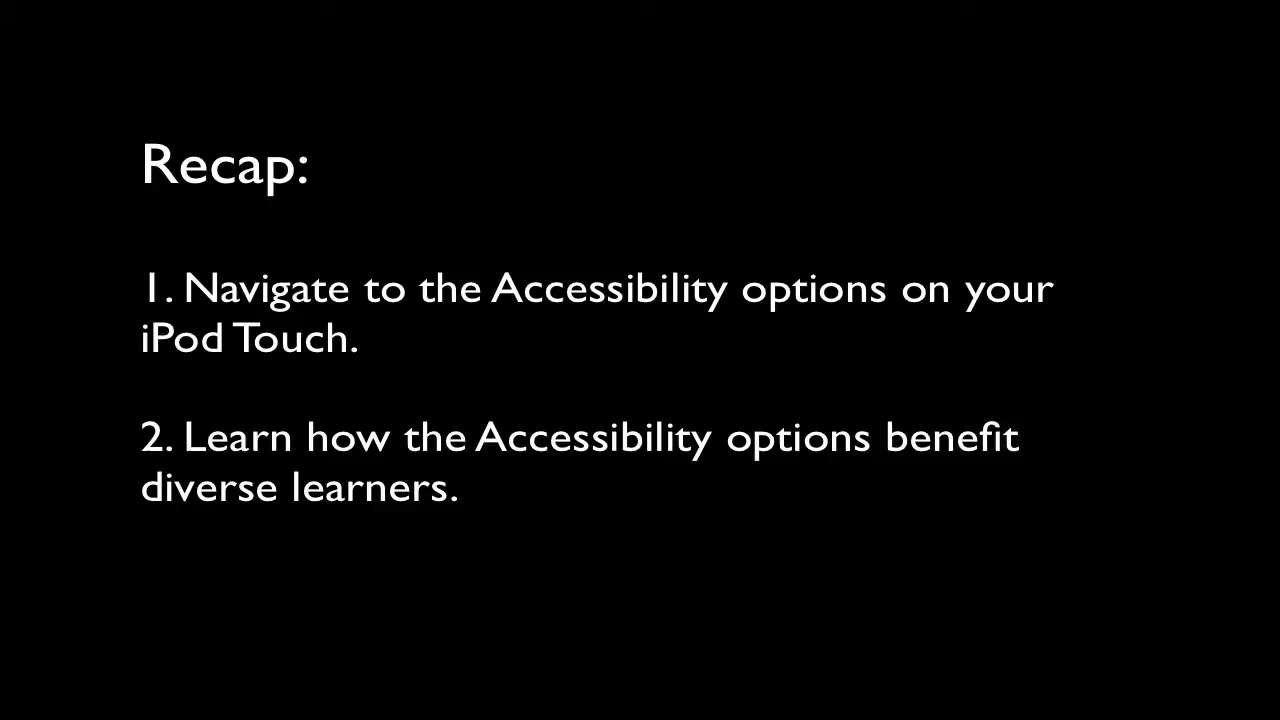 Recap:
1. Navigate to the Accessibility options on your
iPod Touch.
2. Learn how the Accessibility options benefit
diverse learners.